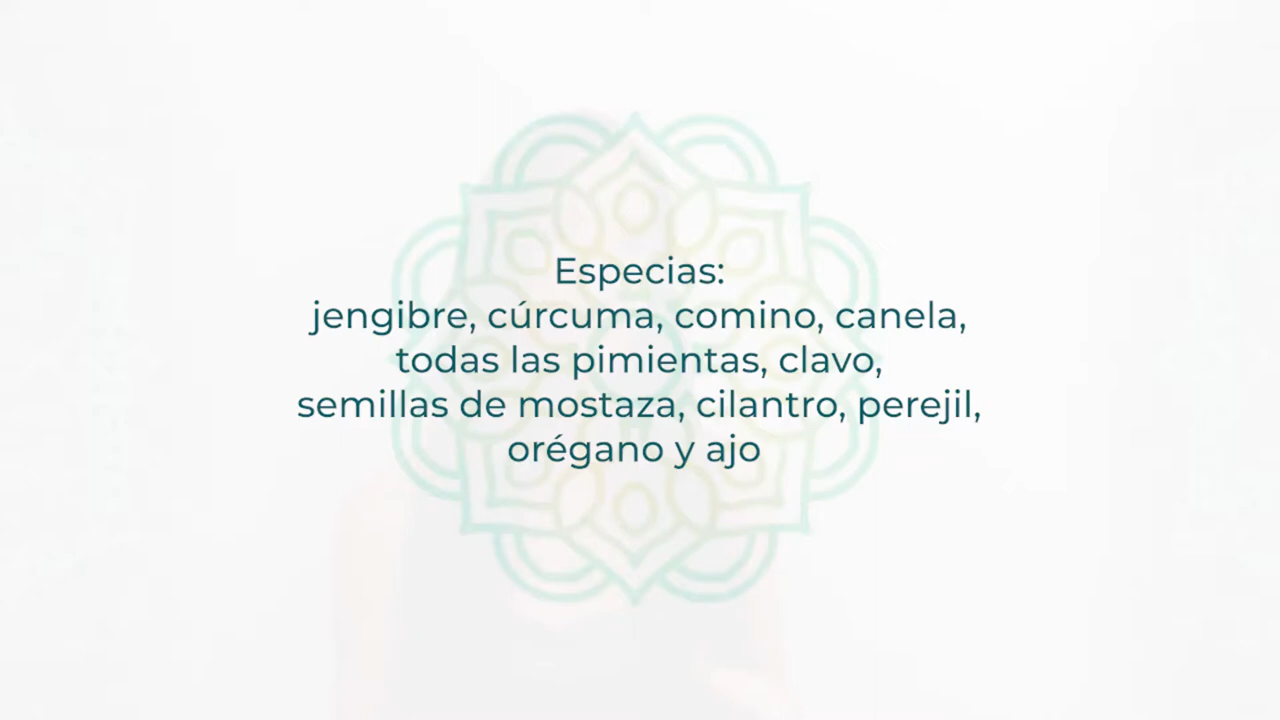 Especias:
jengibre, cúrcuma, comino, canela,
todas las pimientas, clavo,
semillas de mostaza, cilantro, perejil,
orégano y ajo